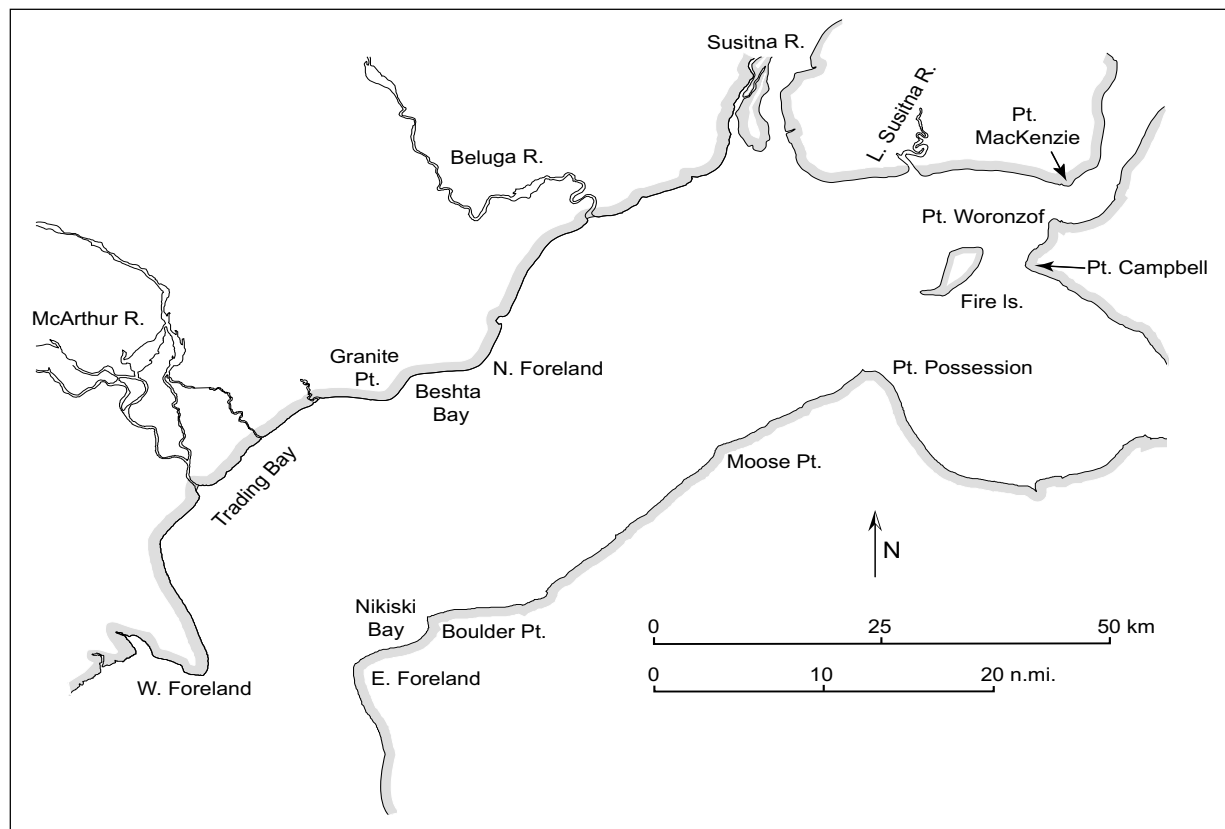 Susitna R.
L. Susitna R.
Pt.
MacKenzie
Beluga R.
Pt. Woronzof
Pt. Campbell
Fire Is.
McArthur R.
Granite
Pt.
N. Foreland
Beshta
Bay
Pt. Possession
Moose Pt.
Trading Bay
N
Nikiski
Bay
Boulder Pt.
0 25 50 km
E. Foreland
W. Foreland
0 10 20 n.mi.